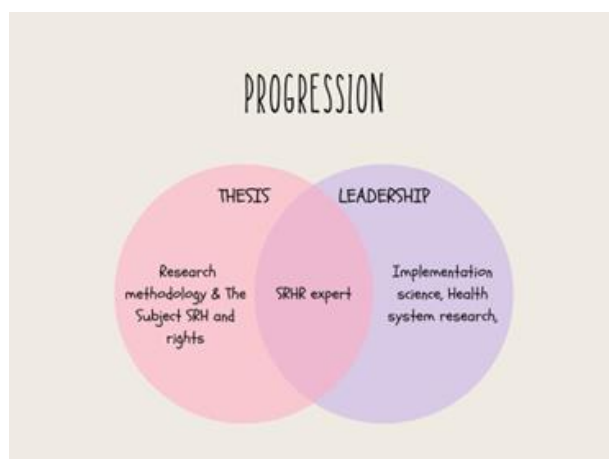 PROGRESSION
THESIS
LEADERSHIP
Research
methodology & The
Subject SRH and
rights
SRHR expert
Implementation
science, Health
system research,